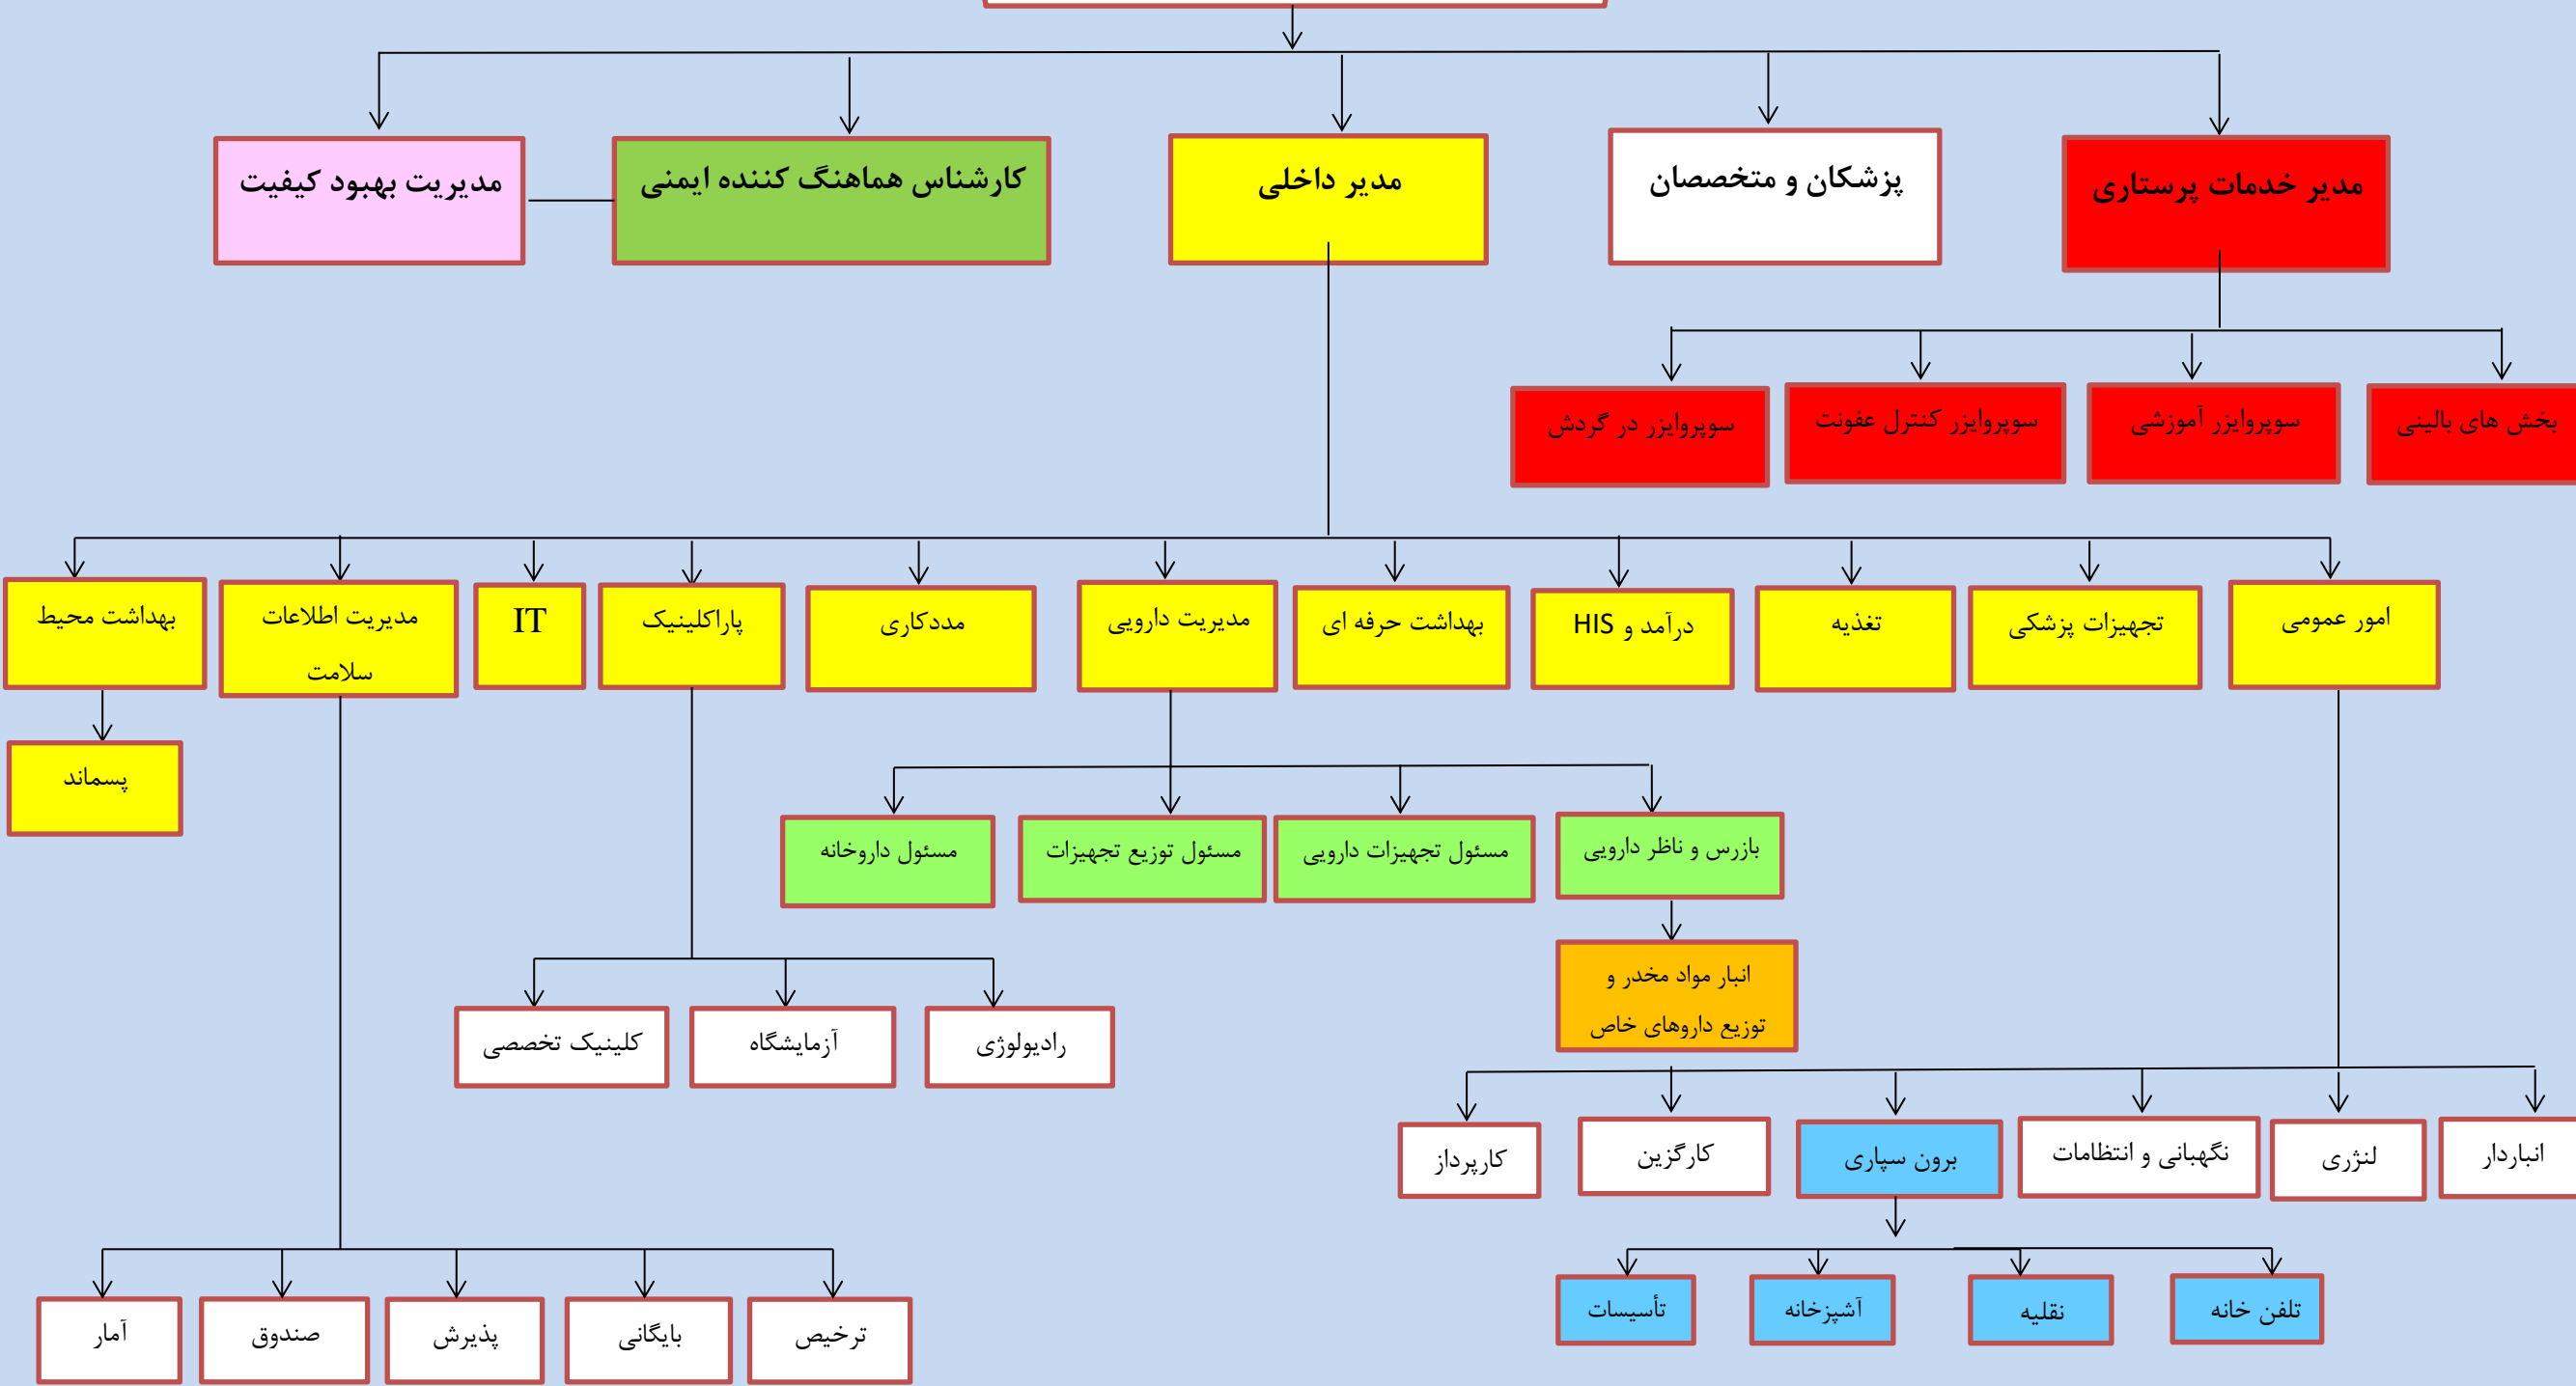 مدیر خدمات پرستاری
پزشکان و متخصصان
مدیر داخلی
کارشناس هماهنگ کننده ایمنی
مدیریت بهبود کیفیت
بخش های بالینی
سوپروایزر آموزشی
سوپروایزر کنترل عفونت
سوپروایزر در گردش
امور عمومی
تجهیزات پزشکی
تغذیه
درآمد و HIS
بهداشت حرفه ای
مدیریت دارویی
مددکاری
پاراکلینیک
IT
مدیریت اطلاعات
سلامت
بهداشت محیط
پسماند
بازرس و ناظر دارویی
مسئول تجهیزات دارویی
مسئول توزیع تجهیزات
مسئول داروخانه
انبار مواد مخدر و
توزیع داروهای خاص
رادیولوژی
آزمایشگاه
کلینیک تخصصی
انباردار
لنژری
نگهبانی و انتظامات
برون سپاری
کارگزین
کارپرداز
تلفن خانه
نقلیه
آشپزخانه
تأسیسات
ترخیص
بایگانی
پذیرش
صندوق
آمار